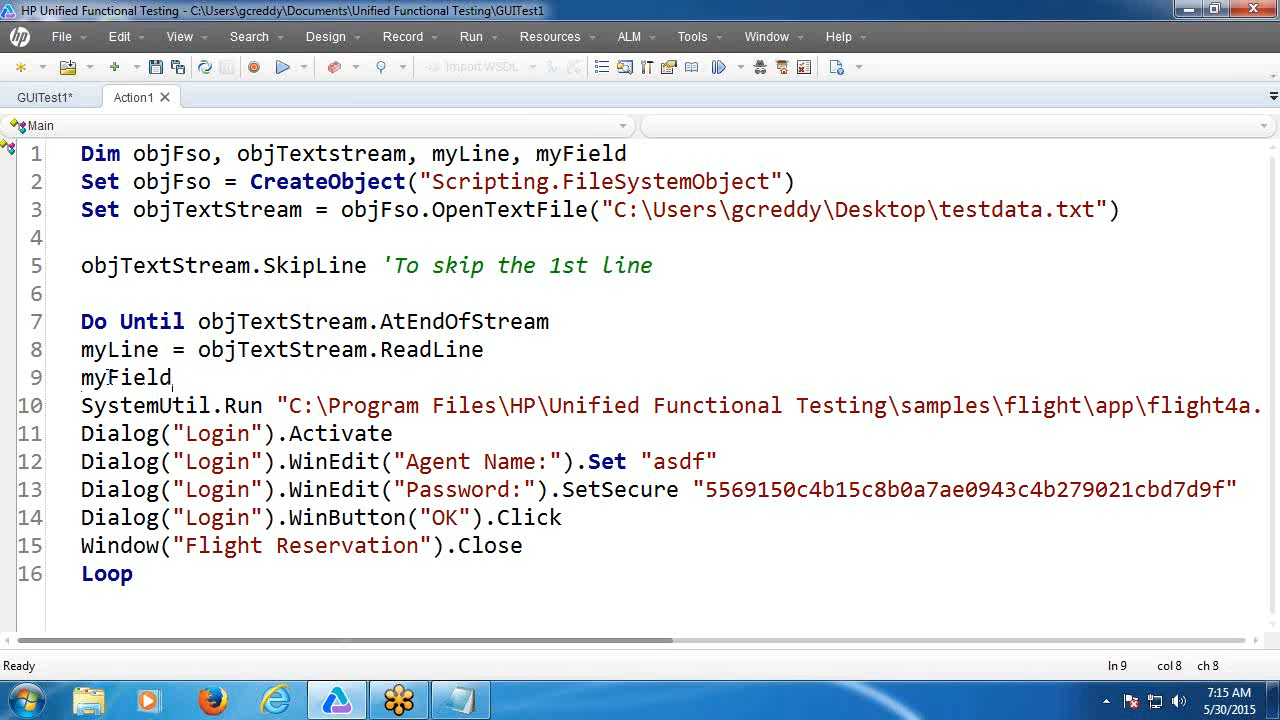 HP Unified Functional Testing - C:\Users\gcreddy\Documents\Unified Functional Testing\GUITest1
hp File Edit View Search Design Record Run Resources ALM Tools Window Help
Import WSDL
GUITest1* Action1
Main
1 Dim objFso, objTextstream, myLine, myField
2 Set objFso = CreateObject("Scripting.FileSystemObject")
3 Set objTextStream = objFso.OpenTextFile("C:\Users\gcreddy\Desktop\testdata.txt")
4
5 objTextStream.SkipLine 'To skip the 1st line
6
7 Do Until objTextStream.AtEndOfStream
8 myLine = objTextStream.ReadLine
9 myField
10 SystemUtil.Run "C:\Program Files\HP\Unified Functional Testing\samples\flight\app\flight4a.
11 Dialog("Login").Activate
12 Dialog("Login").WinEdit("Agent Name:").Set "asdf"
13 Dialog("Login").WinEdit("Password:").SetSecure "5569150c4b15c8b0a7ae0943c4b279021cbd7d9f"
14 Dialog("Login").WinButton("OK").Click
15 Window("Flight Reservation").Close
16 Loop
Ready ln 9 col 8 ch 8
7:15 AM
5/30/2015